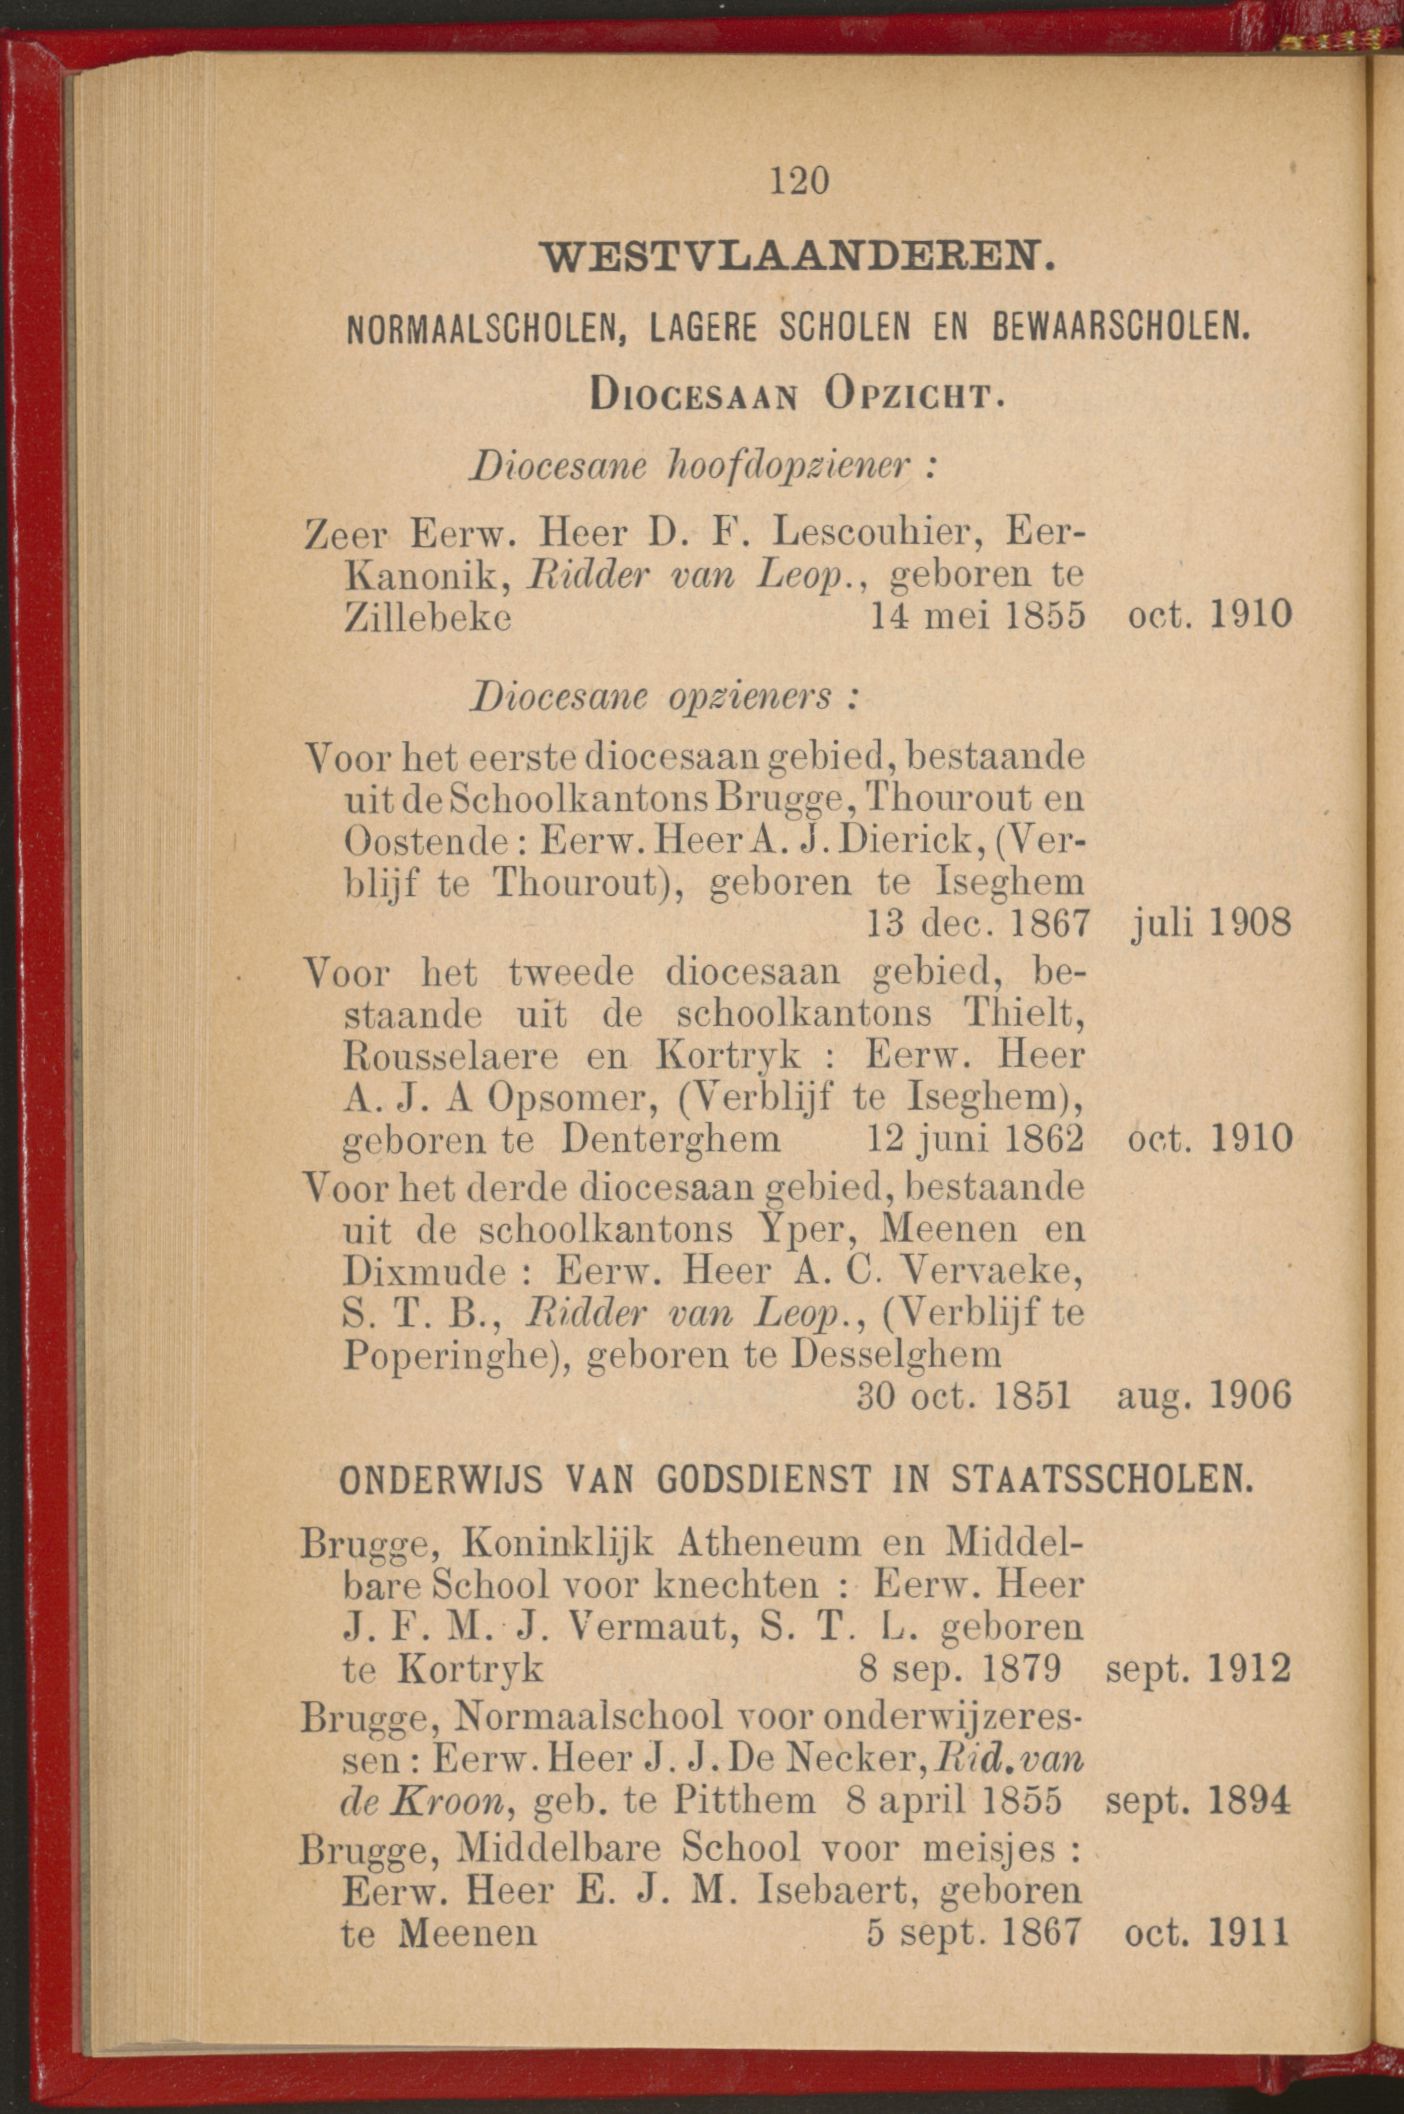 120
WESTVLAANDEREN.
NORMAALSCHOLEN, LAGERE SCHOLEN EN BEWAARSCHOLEN.
DIOCESAAN OPZICHT.
Diocesane hoofdopziener :
Zeer Eerw. Heer D. F. Lescouhier, Eer-
Kanonik, Ridder van Leop., geboren te
Zillebeke 14 mei 1855 oct. 1910
Diocesane opzieners :
Voor het eerste diocesaan gebied, bestaande
uit de Schoolkantons Brugge, Thourout en
Oostende : Eerw. Heer A. J. Dierick, (Ver-
blijf te Thourout), geboren te Iseghem
13 dec. 1867 juli 1908
Voor het tweede diocesaan gebied, be-
staande uit de schoolkantons Thielt,
Rousselaere en Kortryk : Eerw. Heer
A. J. A Opsomer, (Verblijf te Iseghem),
geboren te Denterghem 12 juni 1862 oct. 1910
Voor het derde diocesaan gebied, bestaande
uit de schoolkantons Yper, Meenen en
Dixmude : Eerw. Heer A. C. Vervaeke,
S. T. B., Ridder van Leop., (Verblijf te
Poperinghe), geboren te Desselghem
30 oct. 1851 aug. 1906
ONDERWIJS VAN GODSDIENST IN STAATSSCHOLEN.
Brugge, Koninklijk Atheneum en Middel-
bare School voor knechten : Eerw. Heer
J. F. M. J. Vermaut, S. T. L. geboren
te Kortryk 8 sep. 1879 sept. 1912
Brugge, Normaalschool voor onderwijzeres-
sen : Eerw. Heer J. J. De Necker, Rid. van
de Kroon, geb. te Pitthem 8 april 1855 sept. 1894
Brugge, Middelbare School voor meisjes :
Eerw. Heer E. J. M. Isebaert, geboren
te Meenen 5 sept. 1867 oct. 1911